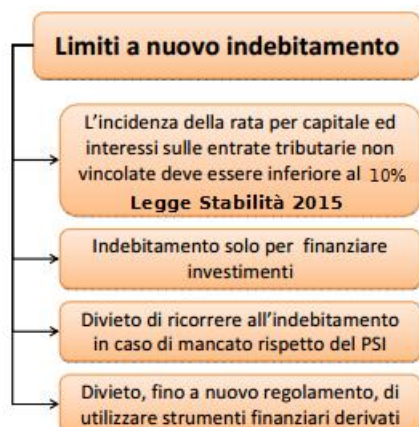 Limiti a nuovo indebitamento
L'incidenza della rata per capitale ed
interessi sulle entrate tributarie non
vincolate deve essere inferiore al 10%
Legge Stabilità 2015
Indebitamento solo per finanziare
investimenti
Divieto di ricorrere all'indebitamento
in caso di mancato rispetto del PSI
Divieto, fino a nuovo regolamento, di
utilizzare strumenti finanziari derivati